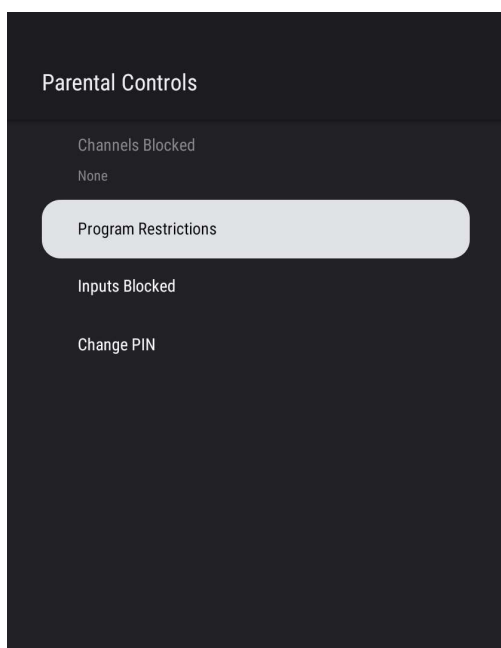 Parental Controls
Channels Blocked
None
Program Restrictions
Inputs Blocked
Change PIN